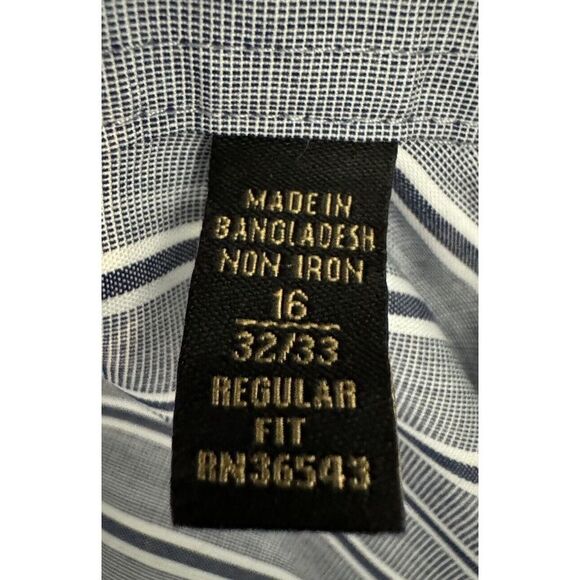 MADE IN
BANGLADESH
NON-IRON
16
32/33
REGULAR
FIT
RN36543